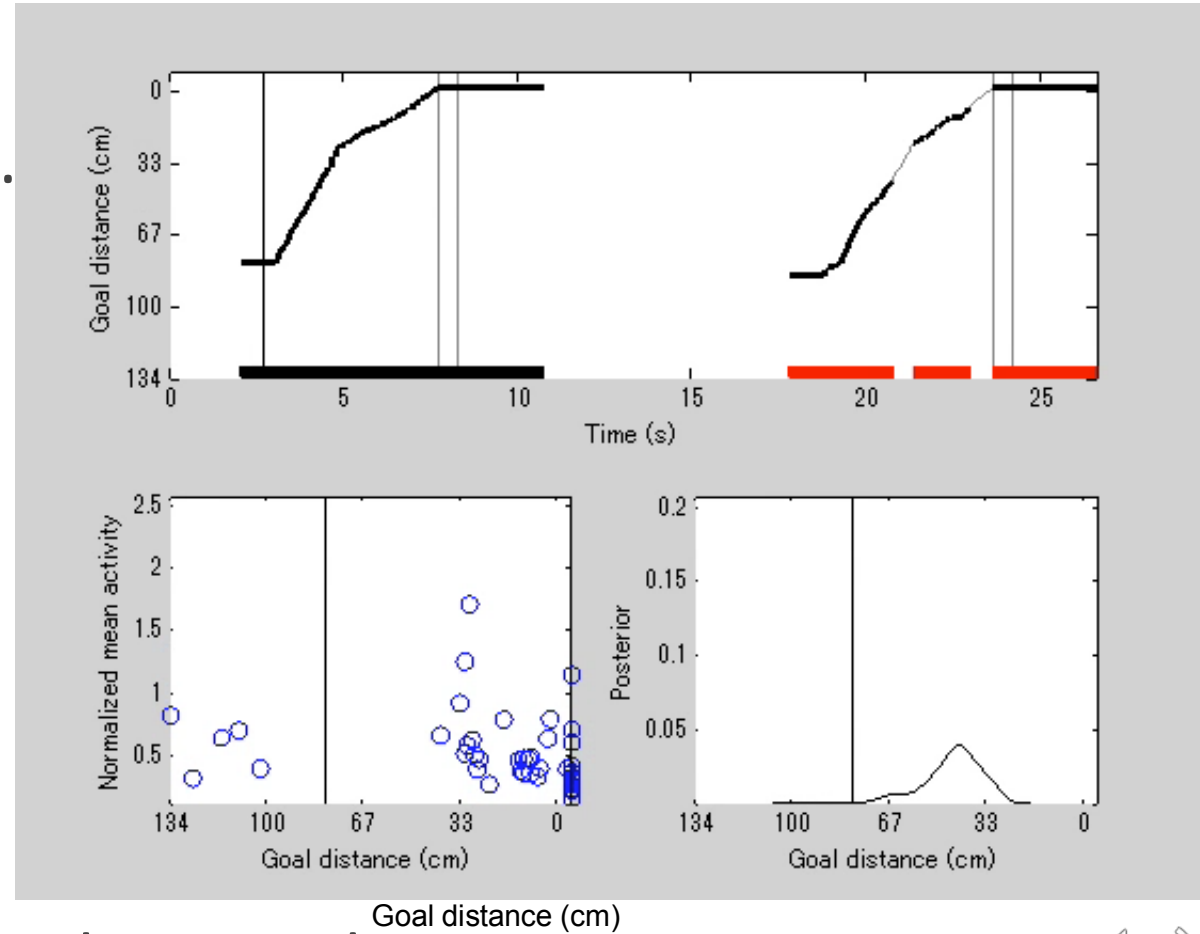 Goal distance (cm)
0
33
67
100
134
0 5 10 15 20 25
Time (s)
Normalized mean activity
2.5
2
1.5
1
0.5
134 100 67 33 0
Goal distance (cm)
Posterior
0.2
0.15
0.1
0.05
134 100 67 33 0
Goal distance (cm)
Goal distance (cm)